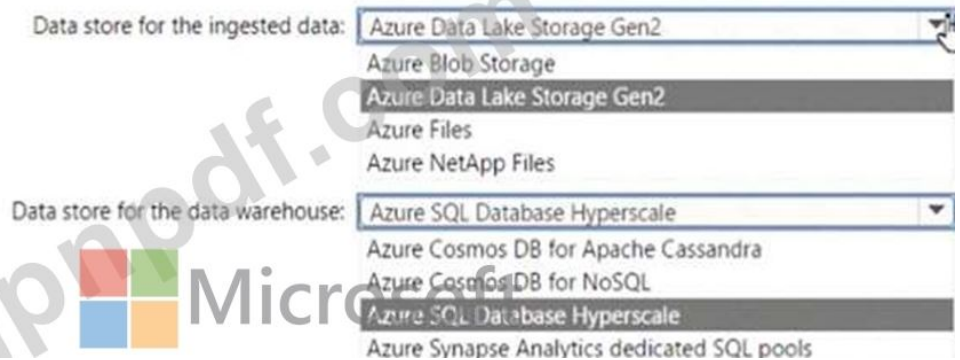 Data store for the ingested data: Azure Data Lake Storage Gen2
Azure Blob Storage
Azure Data Lake Storage Gen2
Azure Files
Azure NetApp Files
Data store for the data warehouse: Azure SQL Database Hyperscale
Azure Cosmos DB for Apache Cassandra
Azure Cosmos DB for NoSQL
Azure SQL Database Hyperscale
Azure Synapse Analytics dedicated SQL pools
Microsoft
pnpdf.com